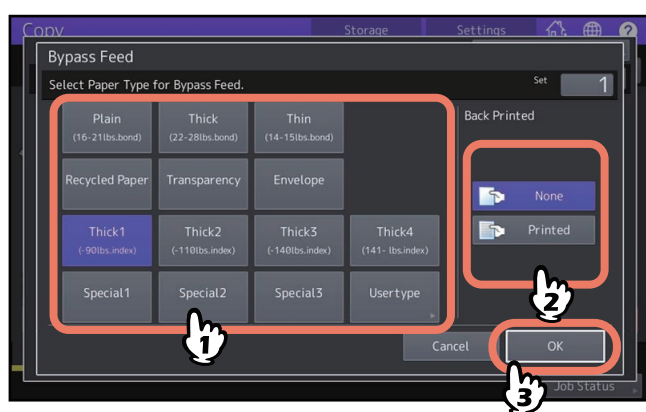 Copy Storage Settings ?
Bypass Feed
Select Paper Type for Bypass Feed. Set 1
Plain Thick Thin Back Printed
(16-21lbs.bond) (22-28lbs.bond) (14-15lbs.bond)
Recycled Paper Transparency Envelope
None
Thick1 Thick2 Thick3 Thick4 Printed
(-90lbs.index) (-110lbs.index) (-140lbs.index) (141- lbs.index)
Special1 Special2 Special3 Usertype
2
1
Cancel OK
3 Job Status